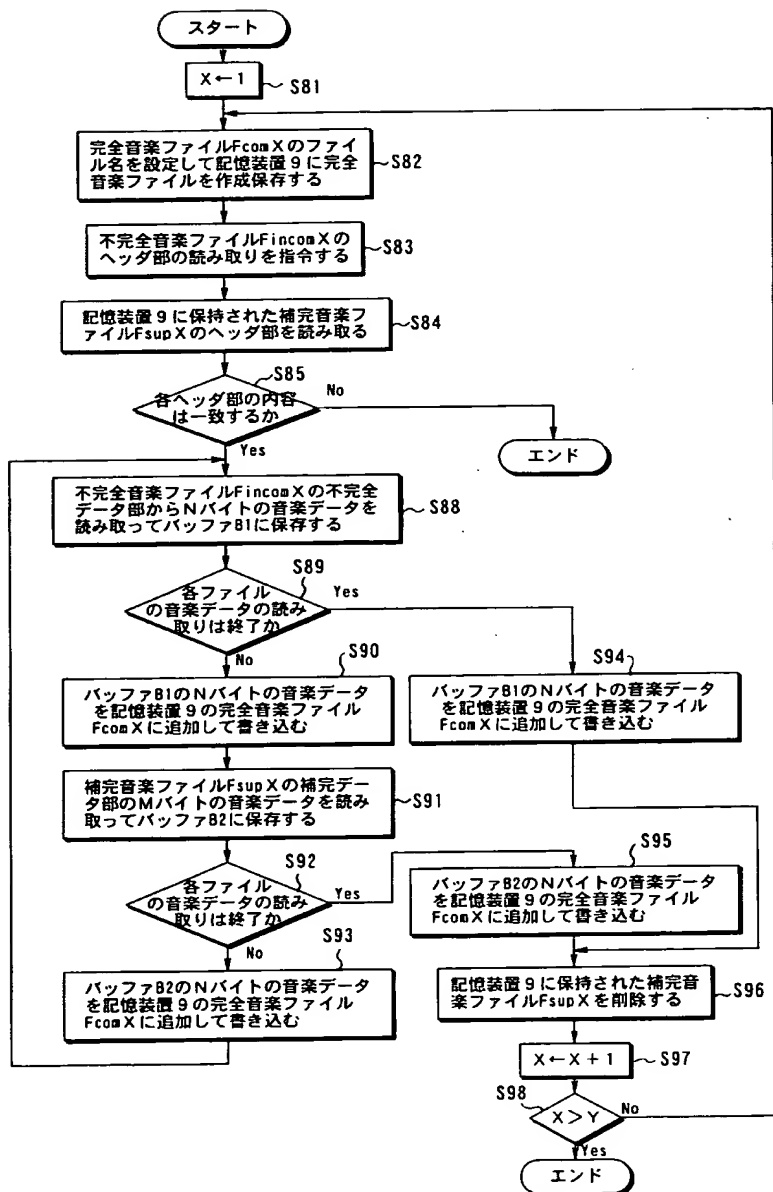 スタート
X←1
S81
完全音楽ファイルFcomXのファイ
ル名を設定して記憶装置9に完全
音楽ファイルを作成保存する
S82
不完全音楽ファイルFincomXの
ヘッダ部の読み取りを指令する
S83
記憶装置9に保持された補完音楽フ
ァイルFsupXのヘッダ部を読み取る
S84
S85
各ヘッダ部の内容
は一致するか
No
Yes
エンド
不完全音楽ファイルFincomXの不完全
データ部からNバイトの音楽データを
読み取ってバッファB1に保存する
S88
S89
各ファイル
の音楽データの読み
取りは終了か
Yes
No
S90
バッファB1のNバイトの音楽データ
を記憶装置9の完全音楽ファイル
FcomXに追加して書き込む
S94
バッファB1のNバイトの音楽データ
を記憶装置9の完全音楽ファイル
FcomXに追加して書き込む
補完音楽ファイルFsupXの補完デー
タ部のMバイトの音楽データを読み
取ってバッファB2に保存する
S91
S92
各ファイル
の音楽データの読み
取りは終了か
Yes
No
S95
バッファB2のNバイトの音楽データ
を記憶装置9の完全音楽ファイル
FcomXに追加して書き込む
S93
バッファB2のNバイトの音楽データ
を記憶装置9の完全音楽ファイル
FcomXに追加して書き込む
記憶装置9に保持された補完音
楽ファイルFsupXを削除する
S96
X←X+1
S97
S98
X>Y
No
Yes
エンド